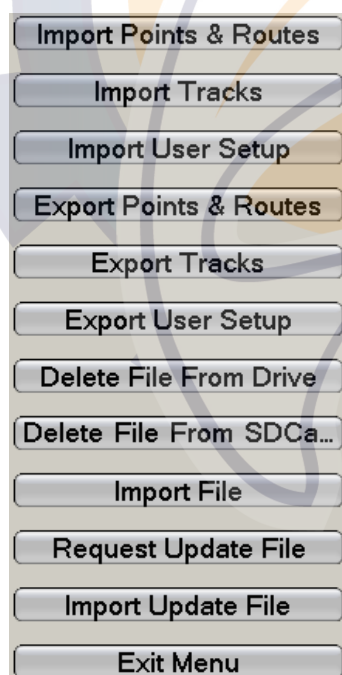 Import Points & Routes
Import Tracks
Import User Setup
Export Points & Routes
Export Tracks
Export User Setup
Delete File From Drive
Delete File From SDCa...
Import File
Request Update File
Import Update File
Exit Menu